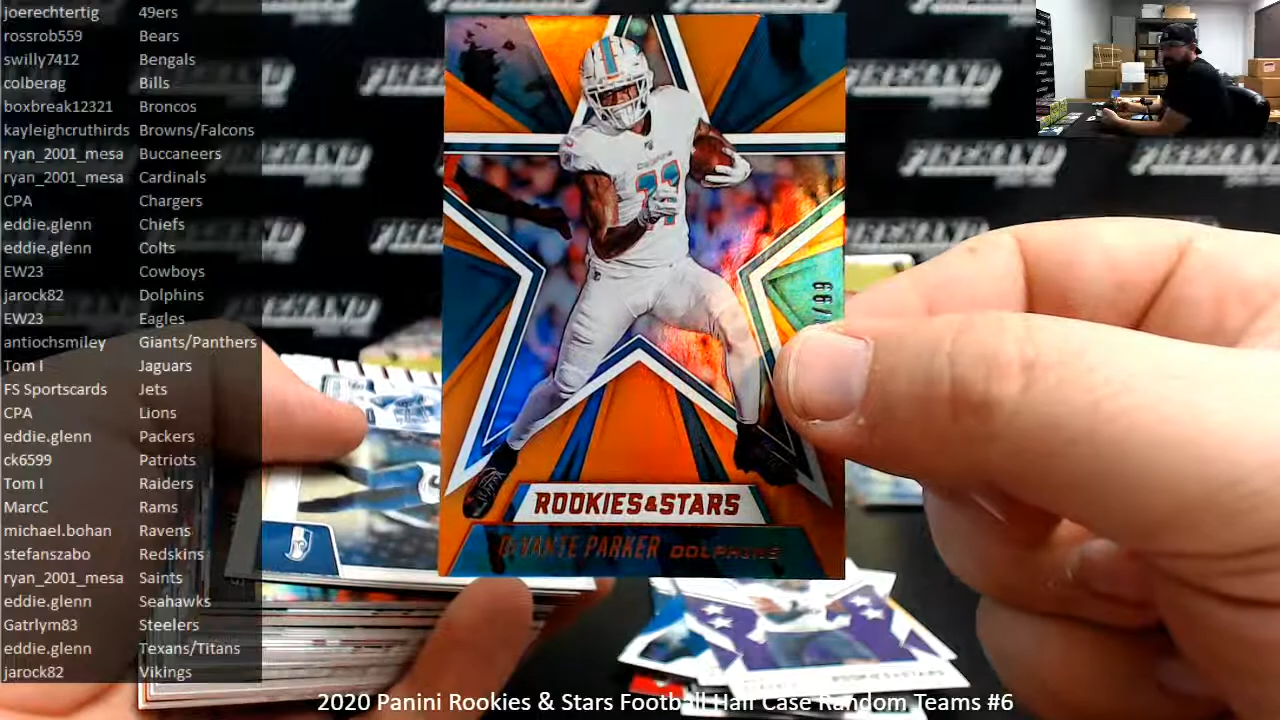 joerechtertig 49ers
rossrob559 Bears
swilly7412 Bengals
colberag Bills
boxbreak12321 Broncos
kayleighcruthirds Browns/Falcons
ryan_2001_mesa Buccaneers
ryan_2001_mesa Cardinals
CPA Chargers
eddie.glenn Chiefs
eddie.glenn Colts
EW23 Cowboys
jarock82 Dolphins
EW23 Eagles
antiochsmiley Giants/Panthers
Tom I Jaguars
FS Sportscards Jets
CPA Lions
eddie.glenn Packers
ck6599 Patriots
Tom I Raiders
MarcC Rams
michael.bohan Ravens
stefanszabo Redskins
ryan_2001_mesa Saints
eddie.glenn Seahawks
Gatrlym83 Steelers
eddie.glenn Texans/Titans
jarock82 Vikings
FIREHAND
ROOKIES&STARS
DEVANTE PARKER DOLPHINS
2020 Panini Rookies & Stars Football Half Case Random Teams #6